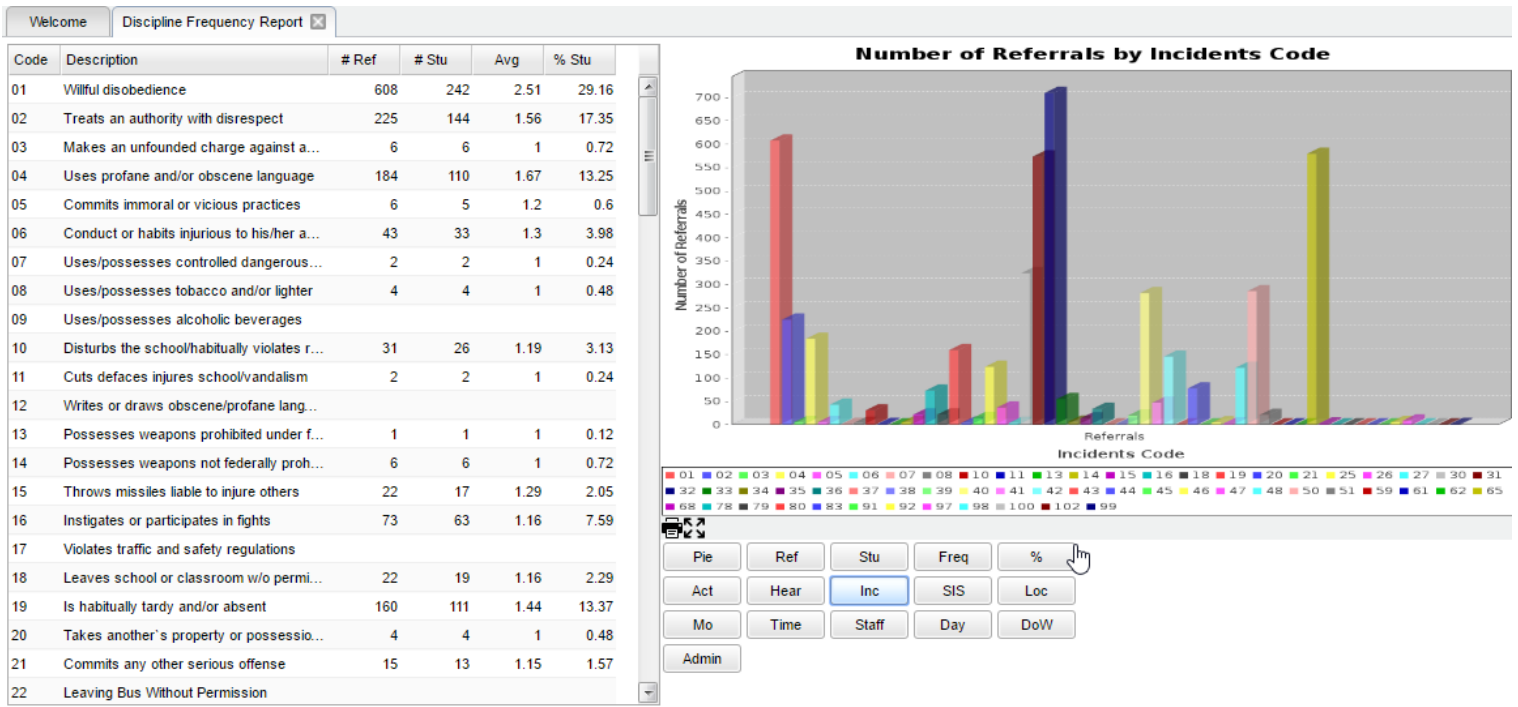 Welcome
Discipline Frequency Report
Code Description # Ref # Stu Avg % Stu
01 Willful disobedience 608 242 2.51 29.16
02 Treats an authority with disrespect 225 144 1.56 17.35
03 Makes an unfounded charge against a... 6 6 1 0.72
04 Uses profane and/or obscene language 184 110 1.67 13.25
05 Commits immoral or vicious practices 6 5 1.2 0.6
06 Conduct or habits injurious to his/her a... 43 33 1.3 3.98
07 Uses/possesses controlled dangerous... 2 2 1 0.24
08 Uses/possesses tobacco and/or lighter 4 4 1 0.48
09 Uses/possesses alcoholic beverages
10 Disturbs the school/habitually violates r... 31 26 1.19 3.13
11 Cuts defaces injures school/vandalism 2 2 1 0.24
12 Writes or draws obscene/profane lang...
13 Possesses weapons prohibited under f... 1 1 1 0.12
14 Possesses weapons not federally proh... 6 6 1 0.72
15 Throws missiles liable to injure others 22 17 1.29 2.05
16 Instigates or participates in fights 73 63 1.16 7.59
17 Violates traffic and safety regulations
18 Leaves school or classroom w/o permi... 22 19 1.16 2.29
19 Is habitually tardy and/or absent 160 111 1.44 13.37
20 Takes another`s property or possessio... 4 4 1 0.48
21 Commits any other serious offense 15 13 1.15 1.57
22 Leaving Bus Without Permission
Number of Referrals by Incidents Code
Number of Referrals
700
650
600
550
500
450
400
350
300
250
200
150
100
50
0
Referrals
Incidents Code
01 02 03 04 05 06 07 08 10 11 13 14 15 16 18 19 20 21 25 26 27 30 31
32 33 34 35 36 37 38 39 40 41 42 43 44 45 46 47 48 50 51 59 61 62 65
68 78 79 80 83 91 92 97 98 100 102 99
Pie Ref Stu Freq %
Act Hear Inc SIS Loc
Mo Time Staff Day DoW
Admin